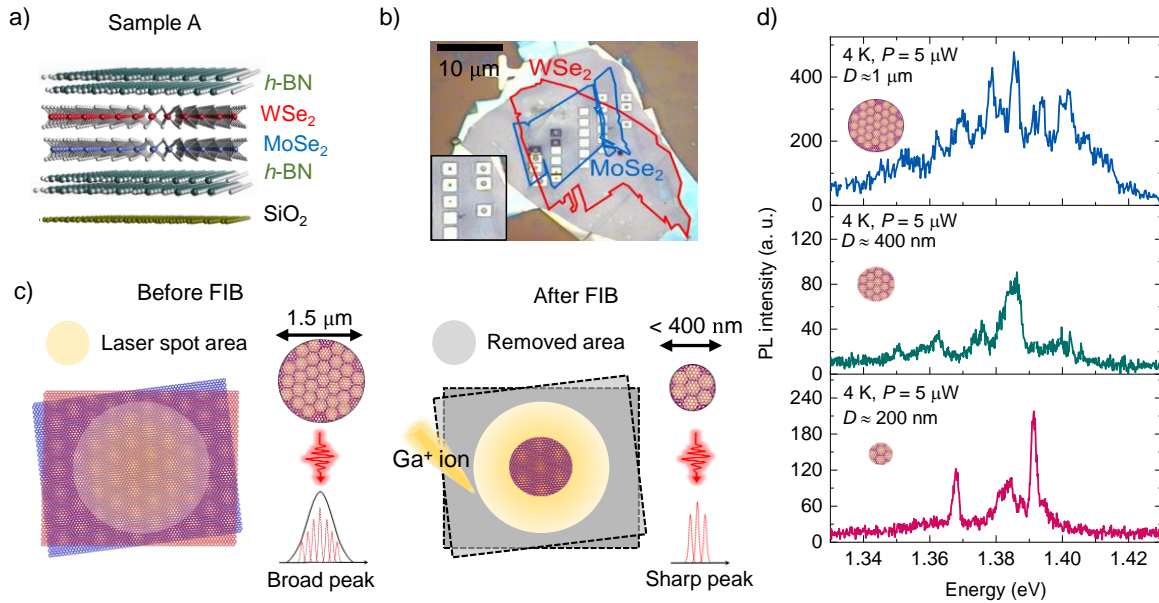 a)
Sample A
h-BN
WSe₂
MoSe₂
h-BN
SiO₂
b)
10 μm
WSe₂
MoSe₂
c)
Before FIB
Laser spot area
1.5 μm
Broad peak
After FIB
Removed area
< 400 nm
Ga⁺ ion
Sharp peak
d)
PL intensity (a. u.)
4 K, P = 5 μW
D ≈1 μm
400
200
0
4 K, P = 5 μW
D ≈ 400 nm
120
80
40
0
4 K, P = 5 μW
D ≈ 200 nm
240
180
120
60
0
1.34 1.36 1.38 1.40 1.42
Energy (eV)